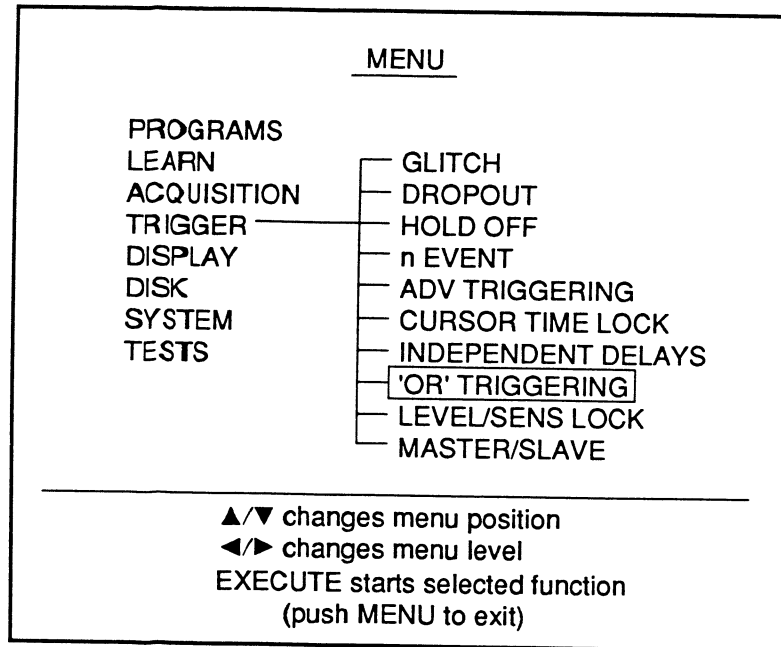 MENU
PROGRAMS
LEARN
ACQUISITION
TRIGGER
DISPLAY
DISK
SYSTEM
TESTS
GLITCH
DROPOUT
HOLD OFF
n EVENT
ADV TRIGGERING
CURSOR TIME LOCK
INDEPENDENT DELAYS
'OR' TRIGGERING
LEVEL/SENS LOCK
MASTER/SLAVE
▲/▼ changes menu position
◀/▶ changes menu level
EXECUTE starts selected function
(push MENU to exit)